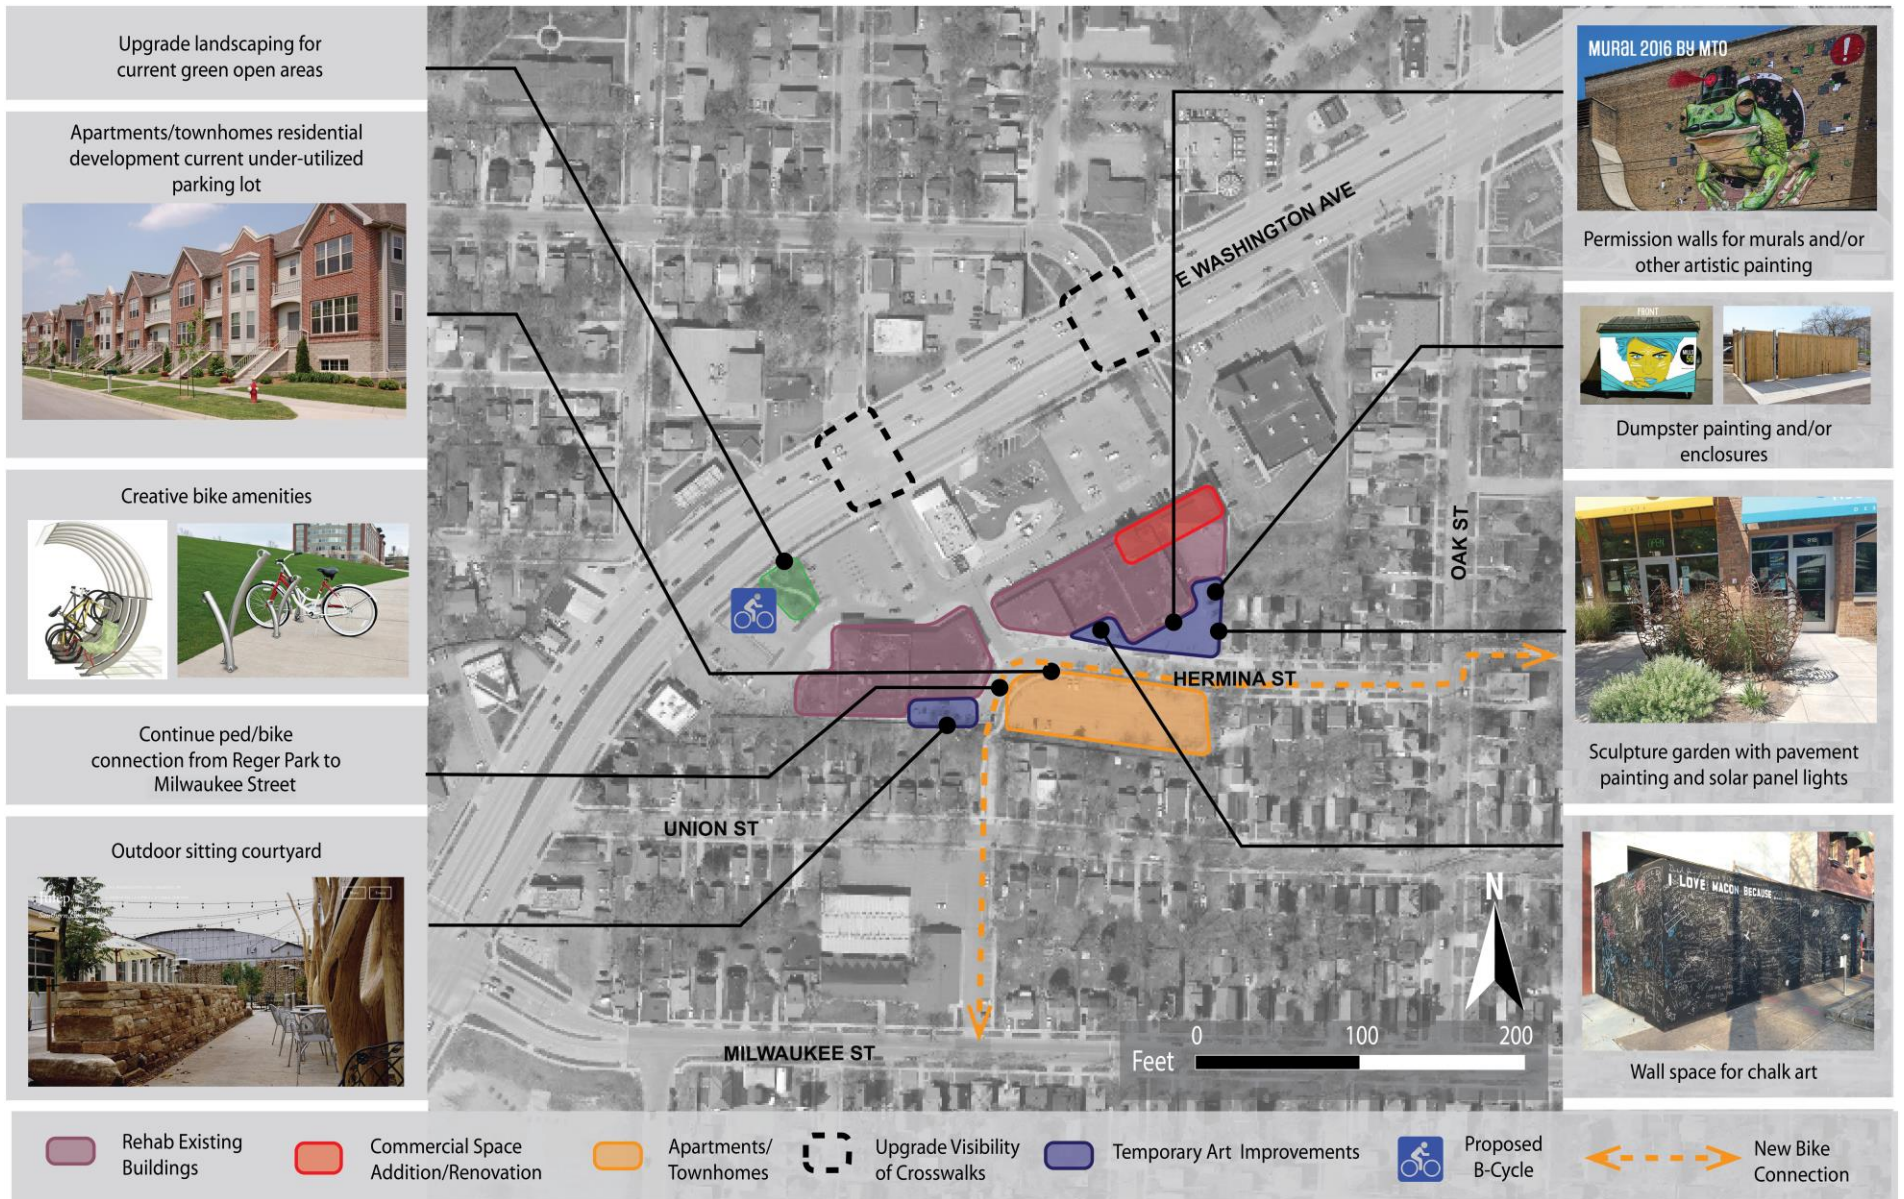 Upgrade landscaping for
current green open areas
Apartments/townhomes residential
development current under-utilized
parking lot
Creative bike amenities
Continue ped/bike
connection from Reger Park to
Milwaukee Street
Outdoor sitting courtyard
E WASHINGTON AVE
OAK ST
HERMINA ST
UNION ST
MILWAUKEE ST
N
0 100 200
Feet
MURAL 2016 BY MTO
!
Permission walls for murals and/or
other artistic painting
FRONT
Dumpster painting and/or
enclosures
OPEN
Sculpture garden with pavement
painting and solar panel lights
I LOVE MACON BECAUSE...
Wall space for chalk art
Rehab Existing
Buildings
Commercial Space
Addition/Renovation
Apartments/
Townhomes
Upgrade Visibility
of Crosswalks
Temporary Art Improvements
Proposed
B-Cycle
New Bike
Connection